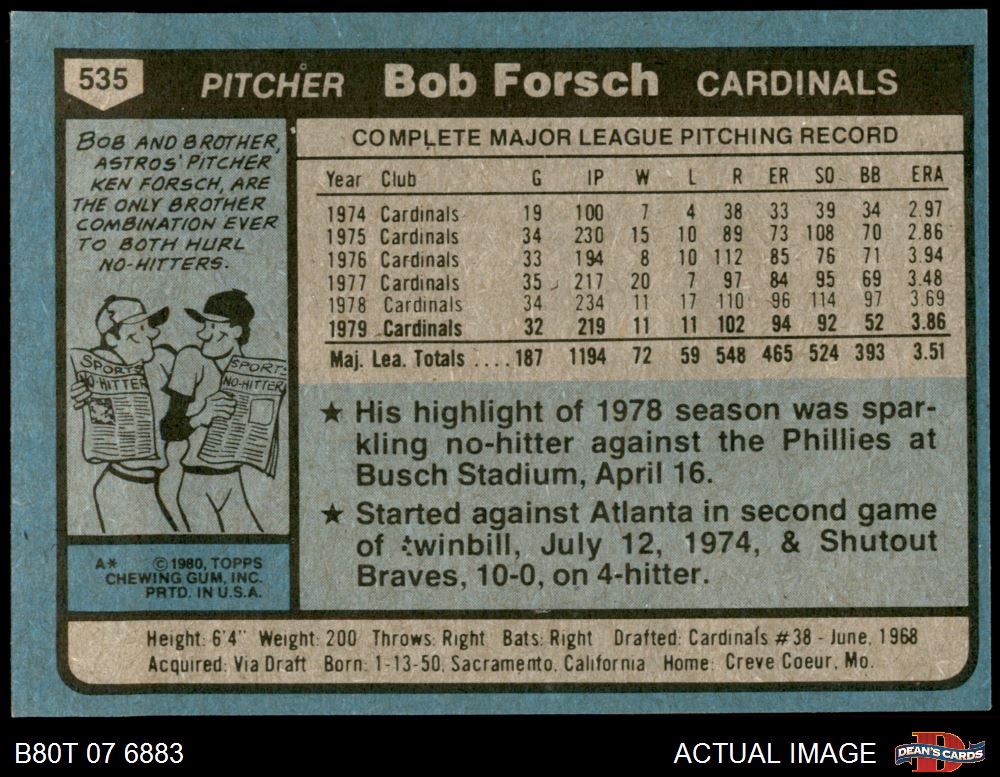 535 PITCHER Bob Forsch CARDINALS
BOB AND BROTHER,
ASTROS' PITCHER
KEN FORSCH, ARE
THE ONLY BROTHER
COMBINATION EVER
TO BOTH HURL
NO-HITTERS.
SPORTS
NO-HITTER
SPORTS
NO-HITTER
A* ©1980, TOPPS
CHEWING GUM, INC.
PRTD. IN U.S.A.
COMPLETE MAJOR LEAGUE PITCHING RECORD
Year Club G IP W L R ER SO BB ERA
1974 Cardinals 19 100 7 4 38 33 39 34 2.97
1975 Cardinals 34 230 15 10 89 73 108 70 2.86
1976 Cardinals 33 194 8 10 112 85 76 71 3.94
1977 Cardinals 35 217 20 7 97 84 95 69 3.48
1978 Cardinals 34 234 11 17 110 96 114 97 3.69
1979 Cardinals 32 219 11 11 102 94 92 52 3.86
Maj. Lea. Totals ....187 1194 72 59 548 465 524 393 3.51
★ His highlight of 1978 season was spar-
kling no-hitter against the Phillies at
Busch Stadium, April 16.
★ Started against Atlanta in second game
of twinbill, July 12, 1974, & Shutout
Braves, 10-0, on 4-hitter.
Height: 6'4" Weight: 200 Throws: Right Bats: Right Drafted: Cardinals #38 - June, 1968
Acquired: Via Draft Born: 1-13-50, Sacramento, California Home: Creve Coeur, Mo.
B80T 07 6883 ACTUAL IMAGE
D DEAN'S CARDS